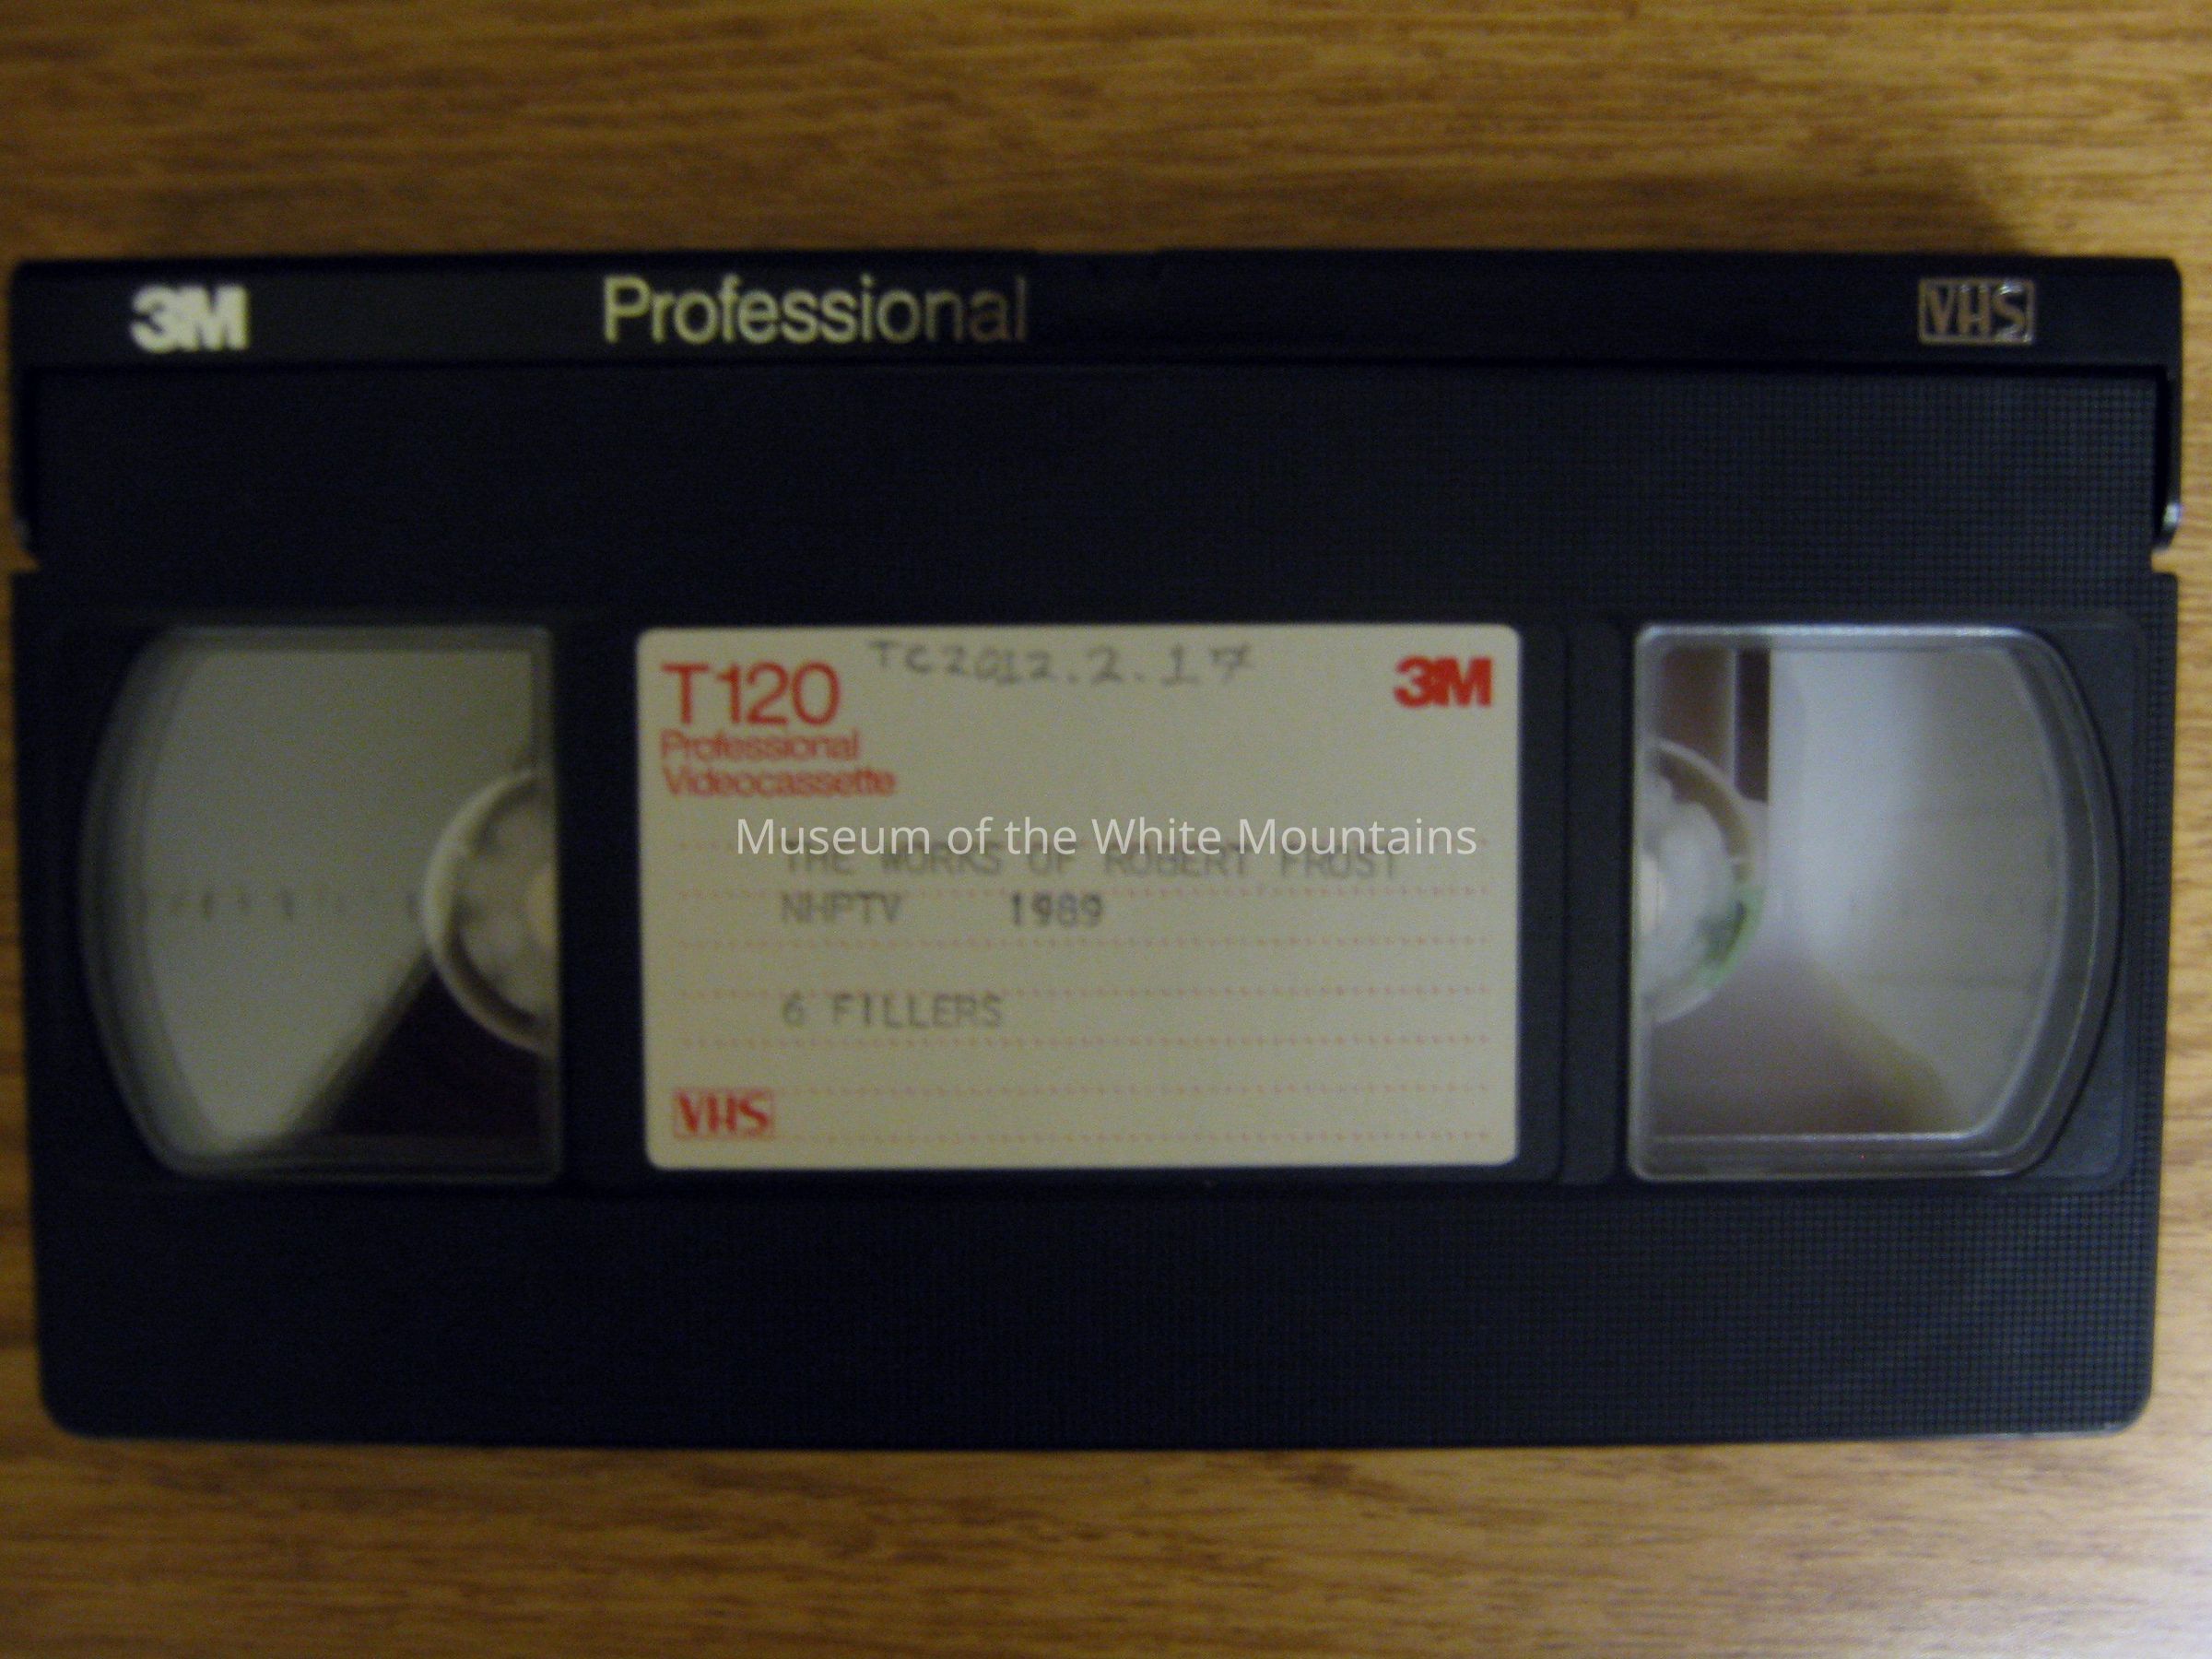 3M Professional VHS
TC2012.2.17
T120 3M
Professional
Videocassette
Museum of the White Mountains
THE WORKS OF ROBERT FROST
NHPTV 1989
6 FILLERS
VHS